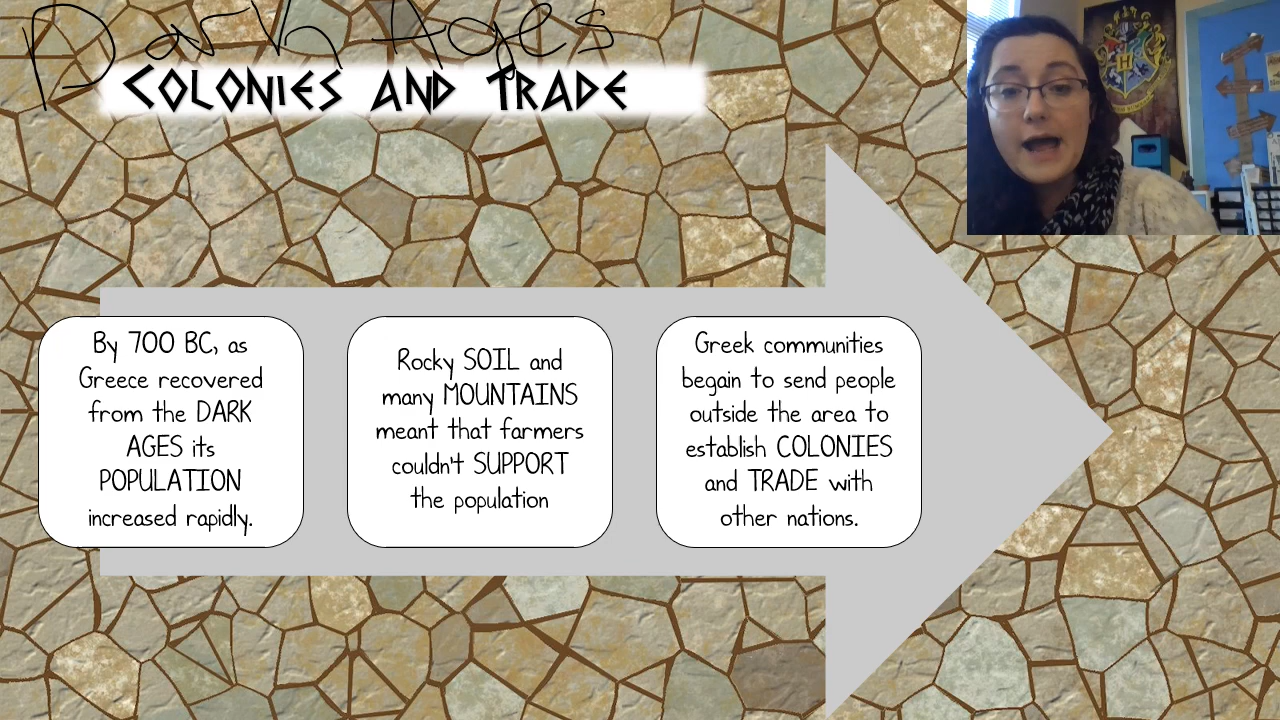 Dark Ages
COLONIES AND TRADE
By 700 BC, as
Greece recovered
from the DARK
AGES its
POPULATION
increased rapidly.
Rocky SOIL and
many MOUNTAINS
meant that farmers
couldn't SUPPORT
the population
Greek communities
began to send people
outside the area to
establish COLONIES
and TRADE with
other nations.